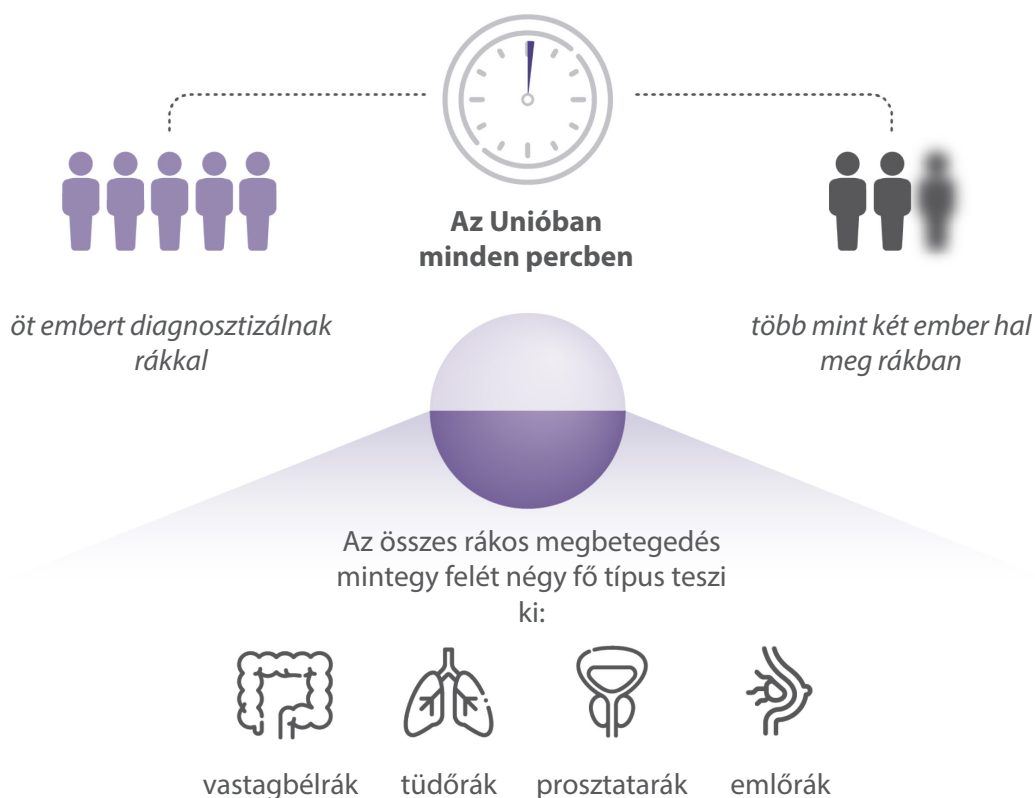 Az Unióban
minden percben
öt embert diagnosztizálnak
rákkal
több mint két ember hal
meg rákban
Az összes rákos megbetegedés
mintegy felét négy fő típus teszi
ki:
vastagbélrák
tüdőrák
prosztatarák
emlőrák